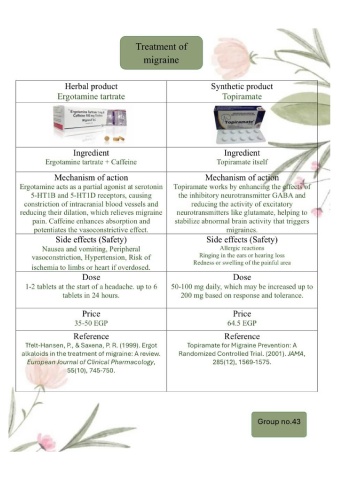 Treatment of
migraine
Herbal product
Ergotamine tartrate
Synthetic product
Topiramate
Topiramate
Ingredient
Ergotamine tartrate + Caffeine
Ingredient
Topiramate itself
Mechanism of action
Ergotamine acts as a partial agonist at serotonin
5-HT1B and 5-HT1D receptors, causing
constriction of intracranial blood vessels and
reducing their dilation, which relieves migraine
pain. Caffeine enhances absorption and
potentiates the vasoconstrictive effect.
Mechanism of action
Topiramate works by enhancing the effects of
the inhibitory neurotransmitter GABA and
reducing the activity of excitatory
neurotransmitters like glutamate, helping to
stabilize abnormal brain activity that triggers
migraines.
Side effects (Safety)
Nausea and vomiting, Peripheral
vasoconstriction, Hypertension, Risk of
ischemia to limbs or heart if overdosed.
Side effects (Safety)
Allergic reactions
Ringing in the ears or hearing loss
Redness or swelling of the painful area
Dose
1-2 tablets at the start of a headache. up to 6
tablets in 24 hours.
Dose
50-100 mg daily, which may be increased up to
200 mg based on response and tolerance.
Price
35-50 EGP
Price
64.5 EGP
Reference
Tfelt-Hansen, P., & Saxena, P. R. (1999). Ergot
alkaloids in the treatment of migraine: A review.
European Journal of Clinical Pharmacology,
55(10), 745-750.
Reference
Topiramate for Migraine Prevention: A
Randomized Controlled Trial. (2001). JAMA,
285(12), 1569-1575.
Group no.43